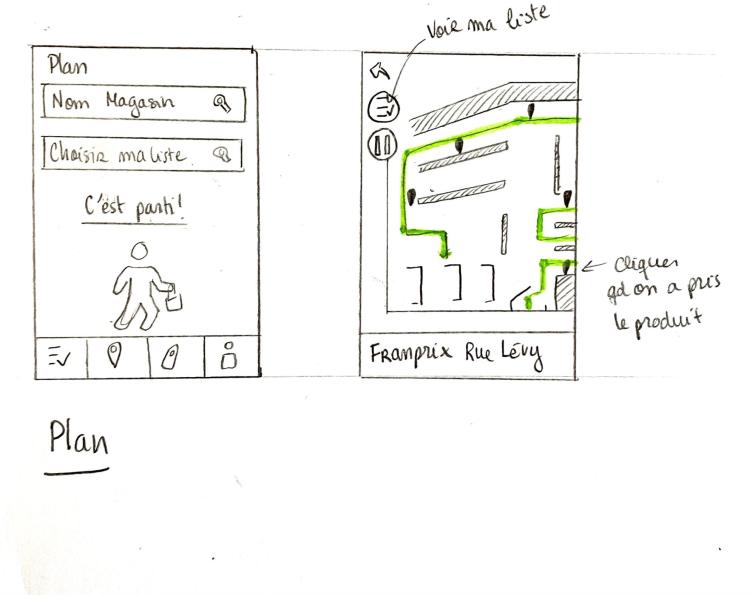 Voir ma liste
Plan
Nom Magasin
Choisir ma liste
C'est parti!
Cliquer
qd on a pris
le produit
Franprix Rue Lévy
Plan